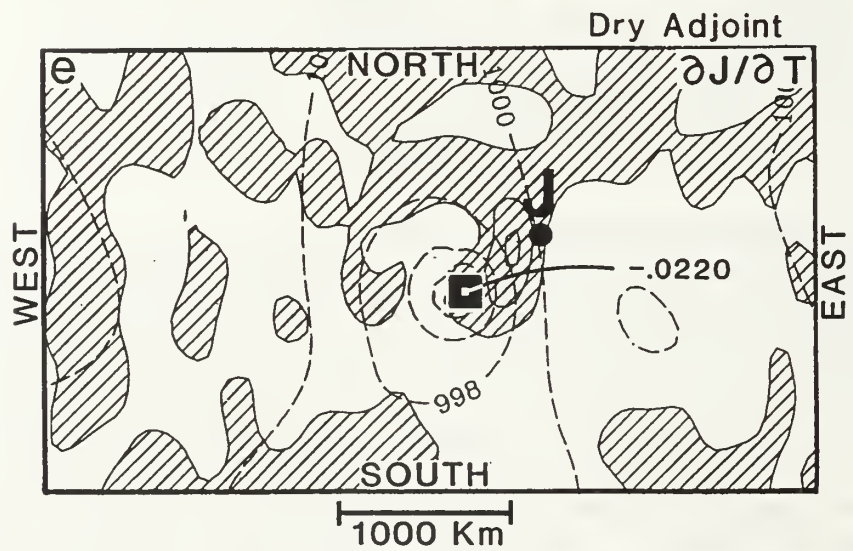 Dry Adjoint
e
NORTH
∂J/∂T
1000
J
-.0220
WEST
EAST
998
SOUTH
1000 Km